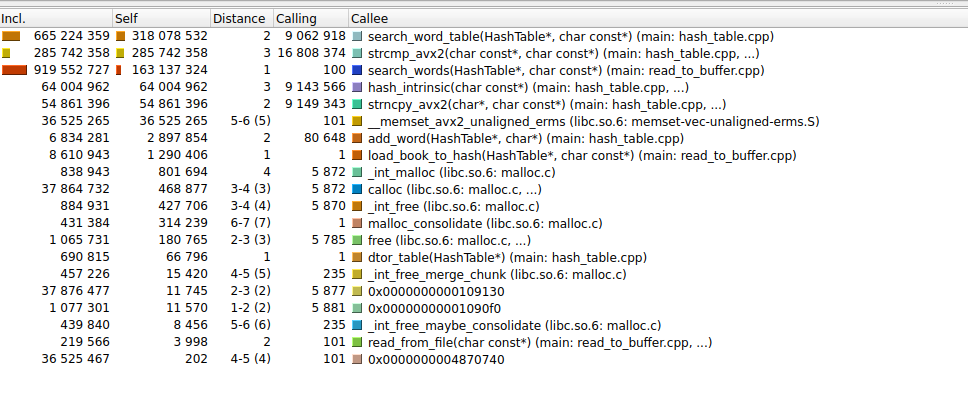 Incl. Self Distance Calling Callee
665 224 359 318 078 532 2 9 062 918 search_word_table(HashTable*, char const*) (main: hash_table.cpp)
285 742 358 285 742 358 3 16 808 374 strcmp_avx2(char const*, char const*) (main: hash_table.cpp, ...)
919 552 727 163 137 324 1 100 search_words(HashTable*, char const*) (main: read_to_buffer.cpp)
64 004 962 64 004 962 3 9 143 566 hash_intrinsic(char const*) (main: hash_table.cpp, ...)
54 861 396 54 861 396 2 9 149 343 strncpy_avx2(char*, char const*) (main: hash_table.cpp, ...)
36 525 265 36 525 265 5-6 (5) 101 __memset_avx2_unaligned_erms (libc.so.6: memset-vec-unaligned-erms.S)
6 834 281 2 897 854 2 80 648 add_word(HashTable*, char*) (main: hash_table.cpp)
8 610 943 1 290 406 1 1 load_book_to_hash(HashTable*, char const*) (main: read_to_buffer.cpp)
838 943 801 694 4 5 872 _int_malloc (libc.so.6: malloc.c)
37 864 732 468 877 3-4 (3) 5 872 calloc (libc.so.6: malloc.c, ...)
884 931 427 706 3-4 (4) 5 870 _int_free (libc.so.6: malloc.c)
431 384 314 239 6-7 (7) 1 malloc_consolidate (libc.so.6: malloc.c)
1 065 731 180 765 2-3 (3) 5 785 free (libc.so.6: malloc.c, ...)
690 815 66 796 1 1 dtor_table(HashTable*) (main: hash_table.cpp)
457 226 15 420 4-5 (5) 235 _int_free_merge_chunk (libc.so.6: malloc.c)
37 876 477 11 745 2-3 (2) 5 877 0x0000000000109130
1 077 301 11 570 1-2 (2) 5 881 0x00000000001090f0
439 840 8 456 5-6 (6) 235 _int_free_maybe_consolidate (libc.so.6: malloc.c)
219 566 3 998 2 101 read_from_file(char const*) (main: read_to_buffer.cpp, ...)
36 525 467 202 4-5 (4) 101 0x0000000004870740